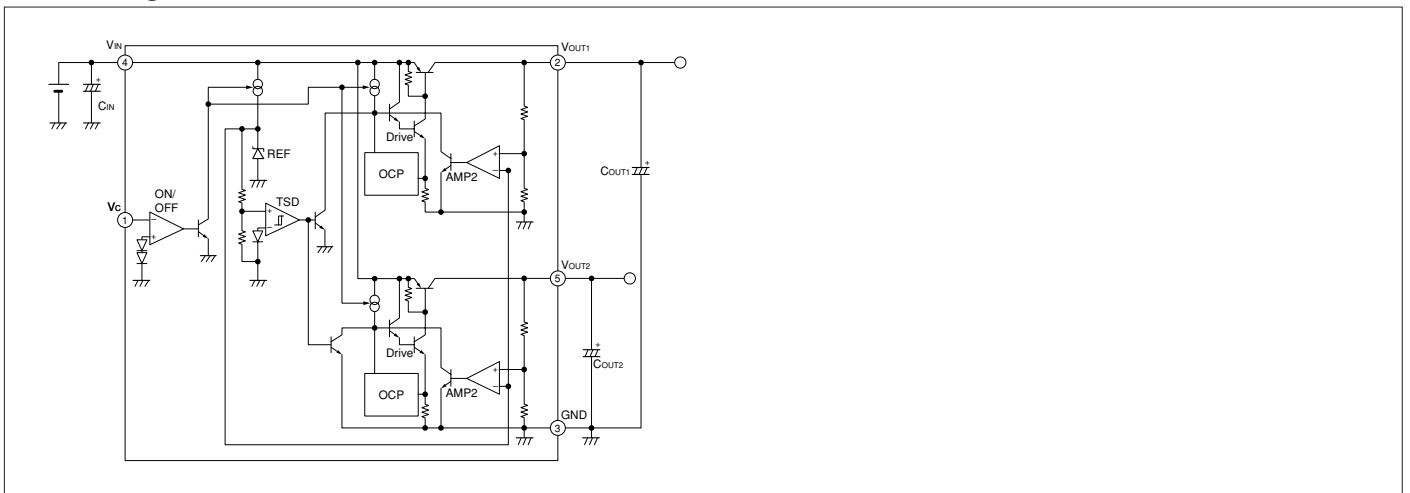 VIN
VOUT1
4
2
+
CIN
Drive
REF
+
−
OCP
AMP2
+
COUT1
ON/
OFF
VC
1
−
+
TSD
+
−
VOUT2
5
Drive
+
−
OCP
AMP2
+
COUT2
GND
3